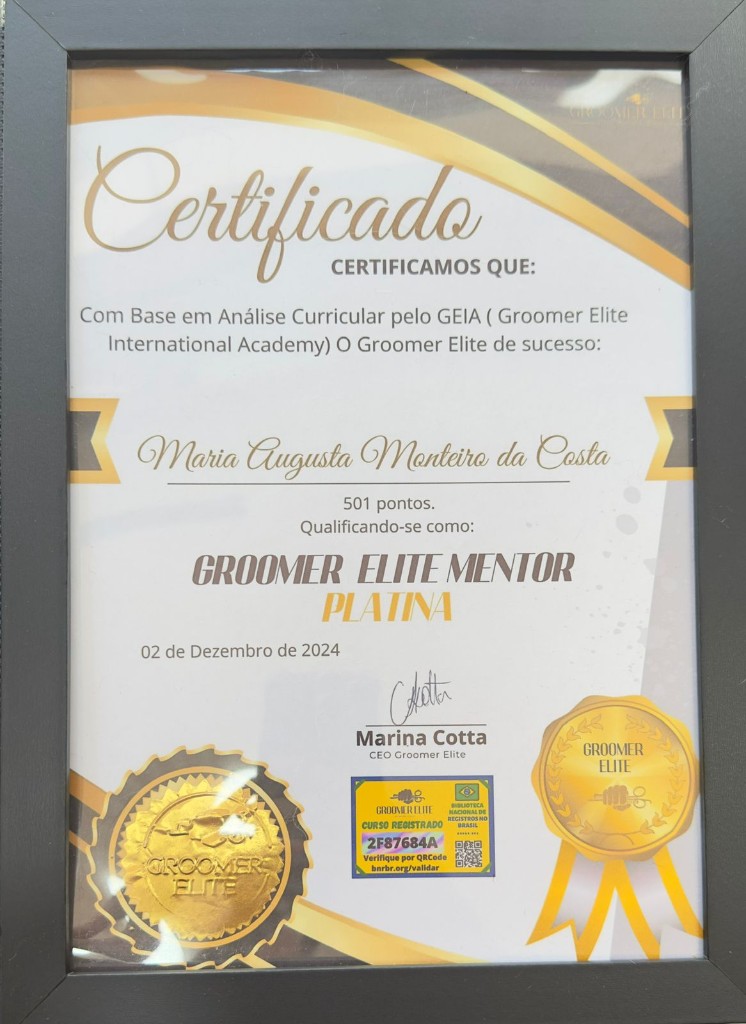 GROOMER ELITE
Certificado
CERTIFICAMOS QUE:
Com Base em Análise Curricular pelo GEIA ( Groomer Elite
International Academy) O Groomer Elite de sucesso:
Maria Augusta Monteiro da Costa
501 pontos.
Qualificando-se como:
GROOMER ELITE MENTOR
PLATINA
02 de Dezembro de 2024
Marina Cotta
CEO Groomer Elite
GROOMER
ELITE
GROOMER ELITE
CURSO REGISTRADO
2F87684A
Verifique por QRCode
bnrbr.org/validar
BIBLIOTECA
NACIONAL DE
REGISTROS NO
BRASIL
GROOMER
ELITE